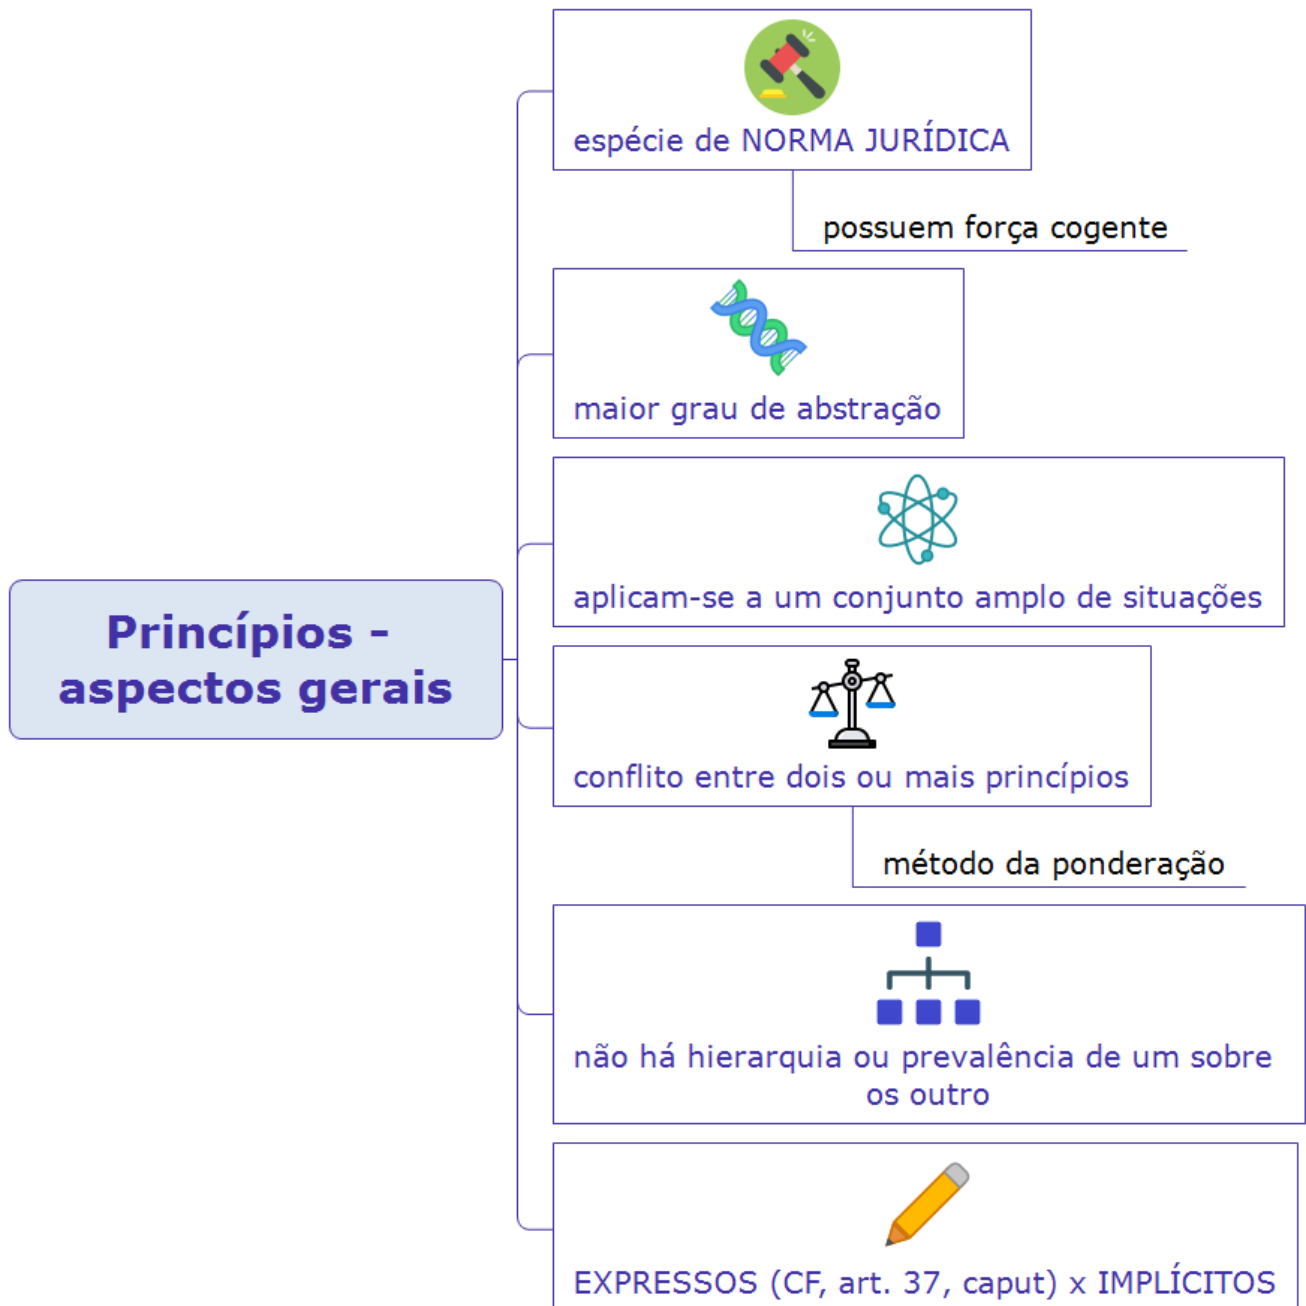 espécie de NORMA JURÍDICA
possuem força cogente
maior grau de abstração
aplicam-se a um conjunto amplo de situações
Princípios -
aspectos gerais
conflito entre dois ou mais princípios
método da ponderação
não há hierarquia ou prevalência de um sobre
os outro
EXPRESSOS (CF, art. 37, caput) x IMPLÍCITOS